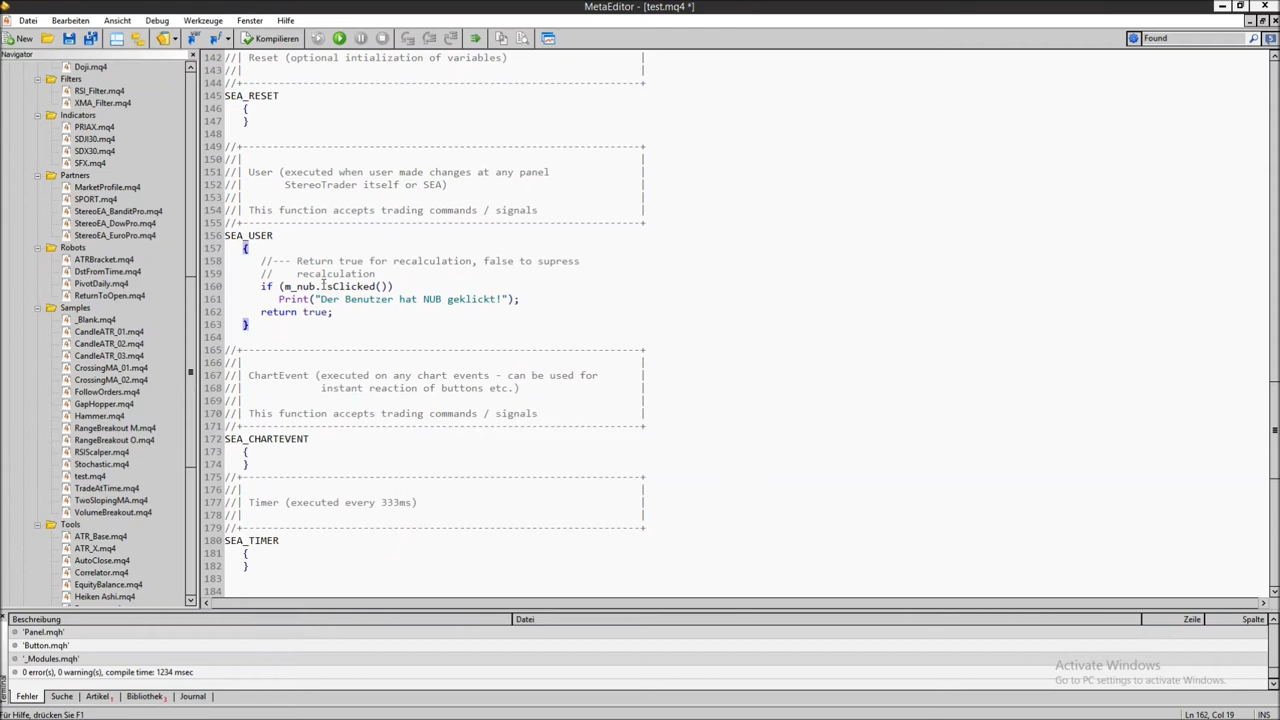 MetaEditor - [test.mq4 *]
Datei Bearbeiten Ansicht Debug Werkzeuge Fenster Hilfe
New Kompilieren Found
Navigator
Doji.mq4
Filters
RSI_Filter.mq4
XMA_Filter.mq4
Indicators
PRIAX.mq4
SDJI30.mq4
SDX30.mq4
SFX.mq4
Partners
MarketProfile.mq4
SPORT.mq4
StereoEA_BanditPro.mq4
StereoEA_DowPro.mq4
StereoEA_EuroPro.mq4
Robots
ATRBracket.mq4
DstFromTime.mq4
PivotDaily.mq4
ReturnToOpen.mq4
Samples
_Blank.mq4
CandleATR_01.mq4
CandleATR_02.mq4
CandleATR_03.mq4
CrossingMA_01.mq4
CrossingMA_02.mq4
FollowOrders.mq4
GapHopper.mq4
Hammer.mq4
RangeBreakout M.mq4
RangeBreakout O.mq4
RSIScalper.mq4
Stochastic.mq4
test.mq4
TradeAtTime.mq4
TwoSlopingMA.mq4
VolumeBreakout.mq4
Tools
ATR_Base.mq4
ATR_X.mq4
AutoClose.mq4
Correlator.mq4
EquityBalance.mq4
Heiken Ashi.mq4
142 //| Reset (optional intialization of variables) |
143 //| |
144 //+------------------------------------------------------------------+
145 SEA_RESET
146 {
147 }
148
149 //+------------------------------------------------------------------+
150 //| |
151 //| User (executed when user made changes at any panel |
152 //| StereoTrader itself or SEA) |
153 //| |
154 //| This function accepts trading commands / signals |
155 //+------------------------------------------------------------------+
156 SEA_USER
157 {
158 //--- Return true for recalculation, false to supress
159 // recalculation
160 if (m_nub.IsClicked())
161 Print("Der Benutzer hat NUB geklickt!");
162 return true;
163 }
164
165 //+------------------------------------------------------------------+
166 //| |
167 //| ChartEvent (executed on any chart events - can be used for |
168 //| instant reaction of buttons etc.) |
169 //| |
170 //| This function accepts trading commands / signals |
171 //+------------------------------------------------------------------+
172 SEA_CHARTEVENT
173 {
174 }
175 //+------------------------------------------------------------------+
176 //| |
177 //| Timer (executed every 333ms) |
178 //| |
179 //+------------------------------------------------------------------+
180 SEA_TIMER
181 {
182 }
183
184
Beschreibung Datei Zeile Spalte
'Panel.mqh'
'Button.mqh'
'_Modules.mqh'
0 error(s), 0 warning(s), compile time: 1234 msec
Activate Windows
Go to PC settings to activate Windows.
Terminal
Fehler Suche Artikel Bibliothek Journal
Für Hilfe, drücken Sie F1 Ln 162, Col 19 INS